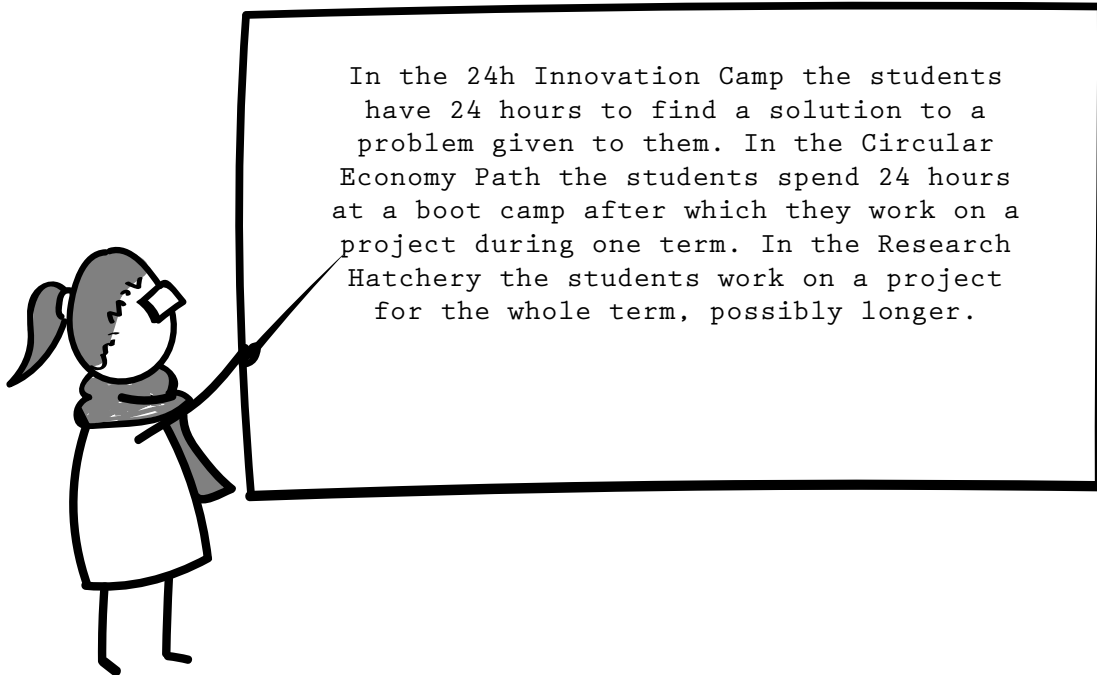 In the 24h Innovation Camp the students
have 24 hours to find a solution to a
problem given to them. In the Circular
Economy Path the students spend 24 hours
at a boot camp after which they work on a
project during one term. In the Research
Hatchery the students work on a project
for the whole term, possibly longer.